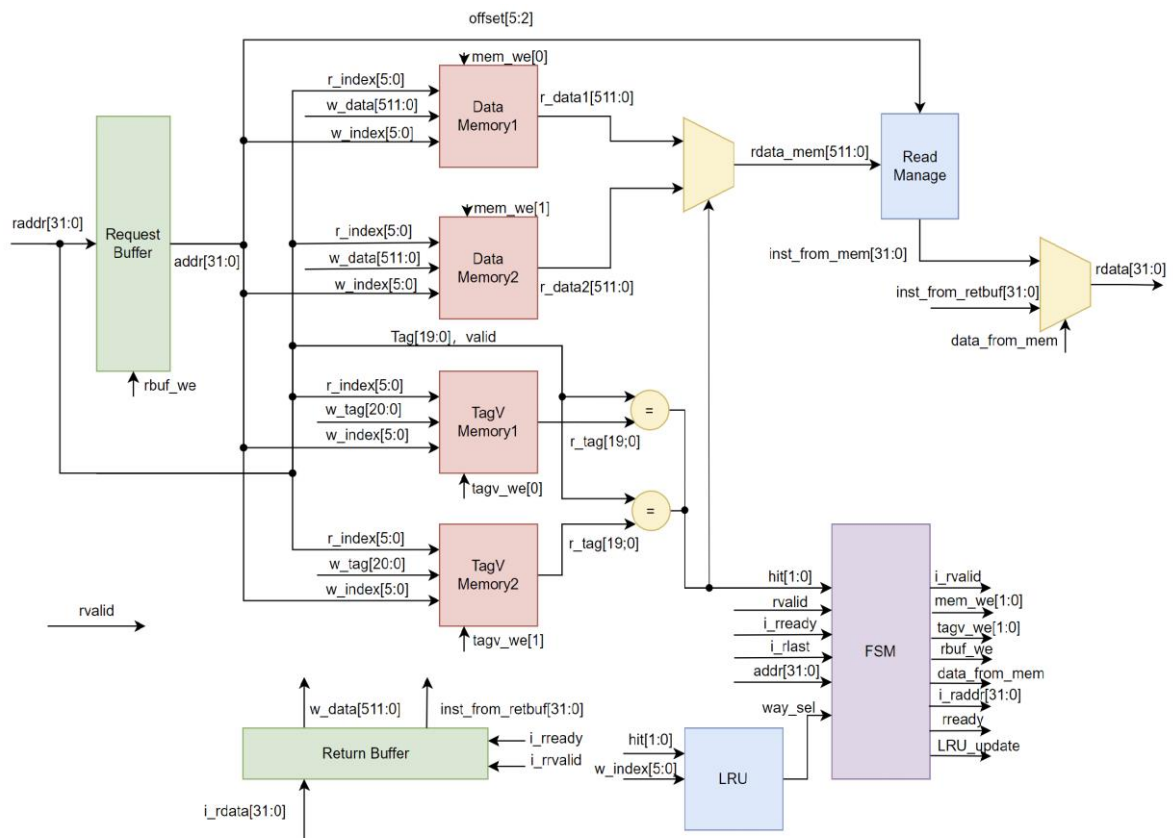 offset[5:2]
mem_we[0]
r_index[5:0]
w_data[511:0]
w_index[5:0]
Data
Memory1
r_data1[511:0]
rdata_mem[511:0]
Read
Manage
raddr[31:0]
Request
Buffer
addr[31:0]
rbuf_we
mem_we[1]
r_index[5:0]
w_data[511:0]
w_index[5:0]
Data
Memory2
r_data2[511:0]
inst_from_mem[31:0]
inst_from_retbuf[31:0]
rdata[31:0]
data_from_mem
Tag[19:0], valid
r_index[5:0]
w_tag[20:0]
w_index[5:0]
TagV
Memory1
=
r_tag[19;0]
tagv_we[0]
r_index[5:0]
w_tag[20:0]
w_index[5:0]
TagV
Memory2
=
r_tag[19;0]
tagv_we[1]
rvalid
hit[1:0]
rvalid
i_rready
i_rlast
addr[31:0]
way_sel
FSM
i_rvalid
mem_we[1:0]
tagv_we[1:0]
rbuf_we
data_from_mem
i_raddr[31:0]
rready
LRU_update
w_data[511:0]
inst_from_retbuf[31:0]
Return Buffer
i_rready
i_rrvalid
i_rdata[31:0]
hit[1:0]
w_index[5:0]
LRU